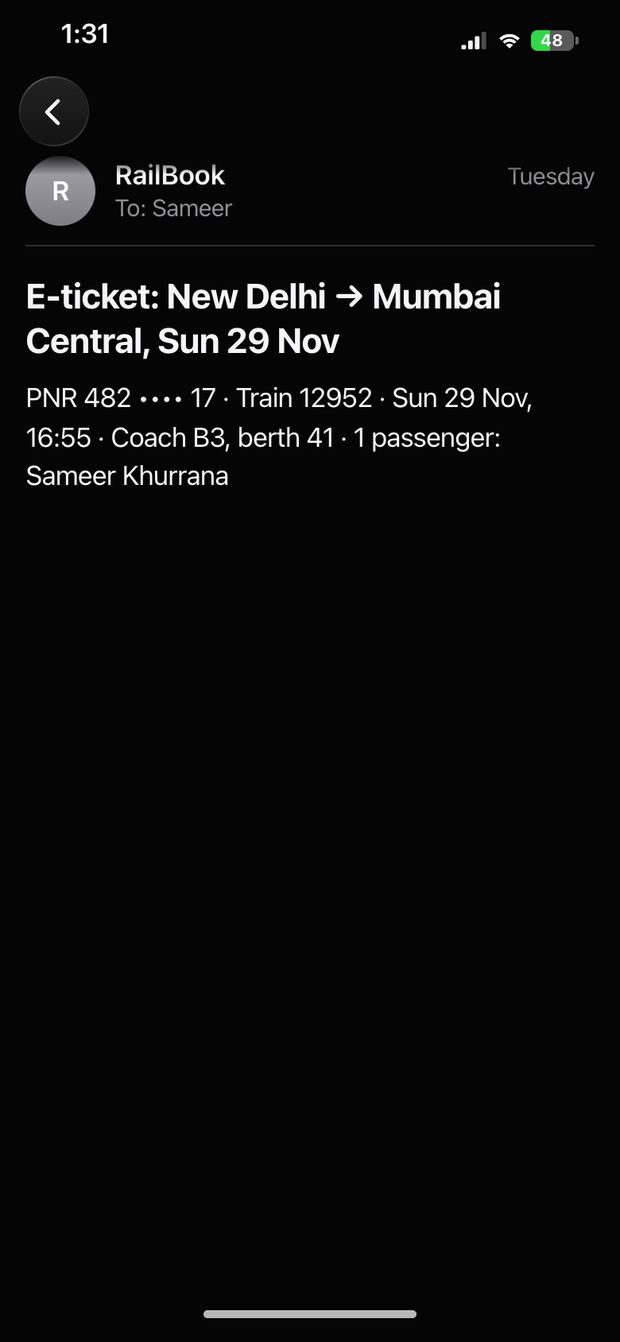 1:31
48
R
RailBook
Tuesday
To: Sameer
E-ticket: New Delhi → Mumbai
Central, Sun 29 Nov
PNR 482 •••• 17 · Train 12952 · Sun 29 Nov,
16:55 · Coach B3, berth 41 · 1 passenger:
Sameer Khurrana